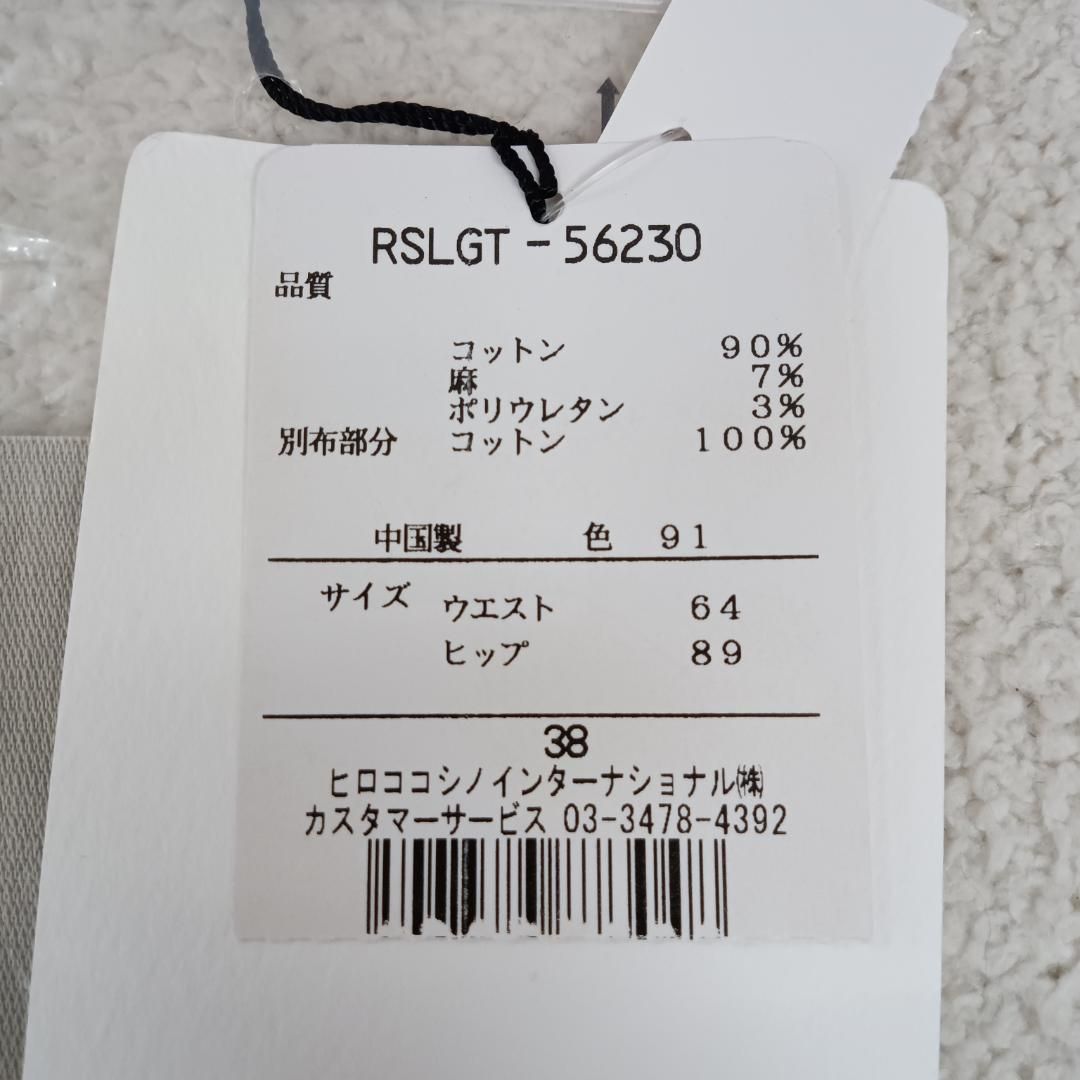 RSLGT-56230
品質
コットン 90%
麻 7%
ポリウレタン 3%
別布部分 コットン 100%
中国製 色 91
サイズ ウエスト 64
ヒップ 89
38
ヒロココシノインターナショナル㈱
カスタマーサービス 03-3478-4392